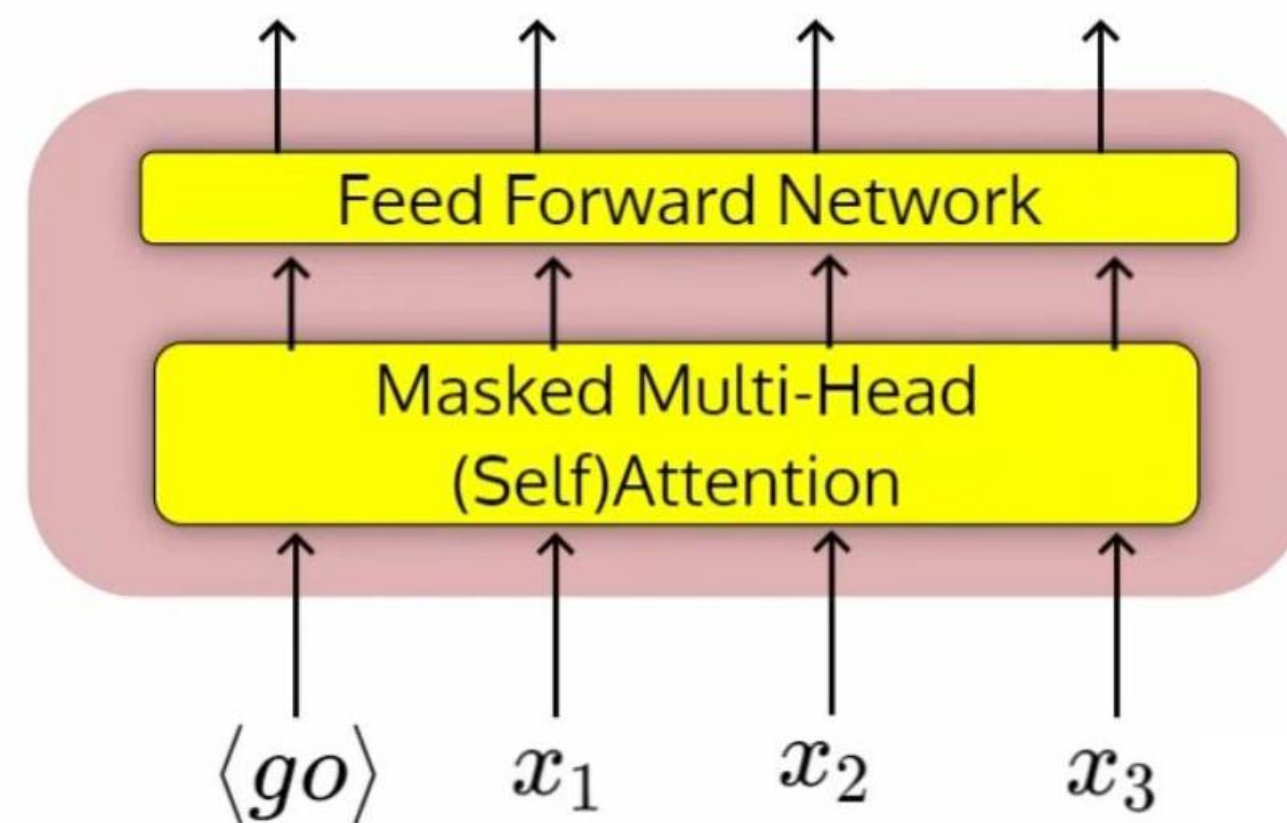 Feed Forward Network
Masked Multi-Head
(Self)Attention
⟨go⟩ x₁ x₂ x₃